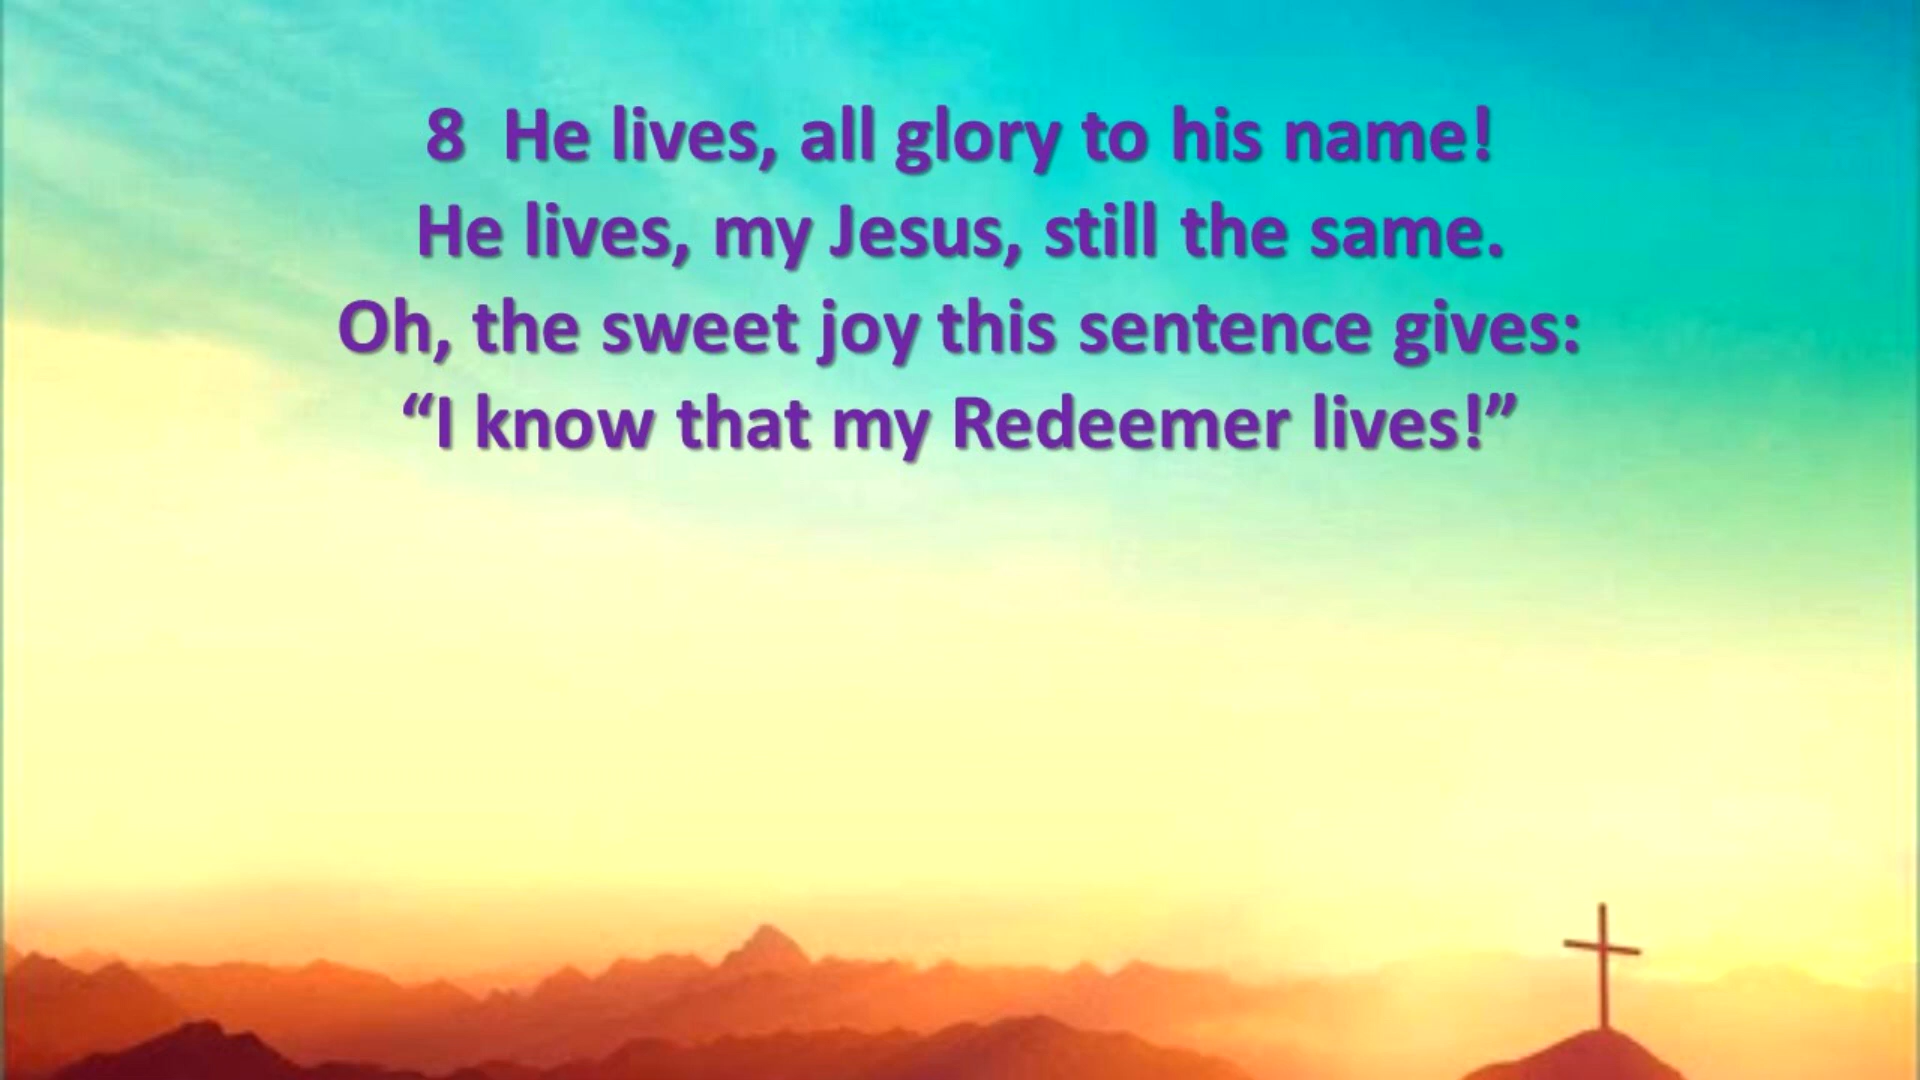 8  He lives, all glory to his name!
He lives, my Jesus, still the same.
Oh, the sweet joy this sentence gives:
“I know that my Redeemer lives!”